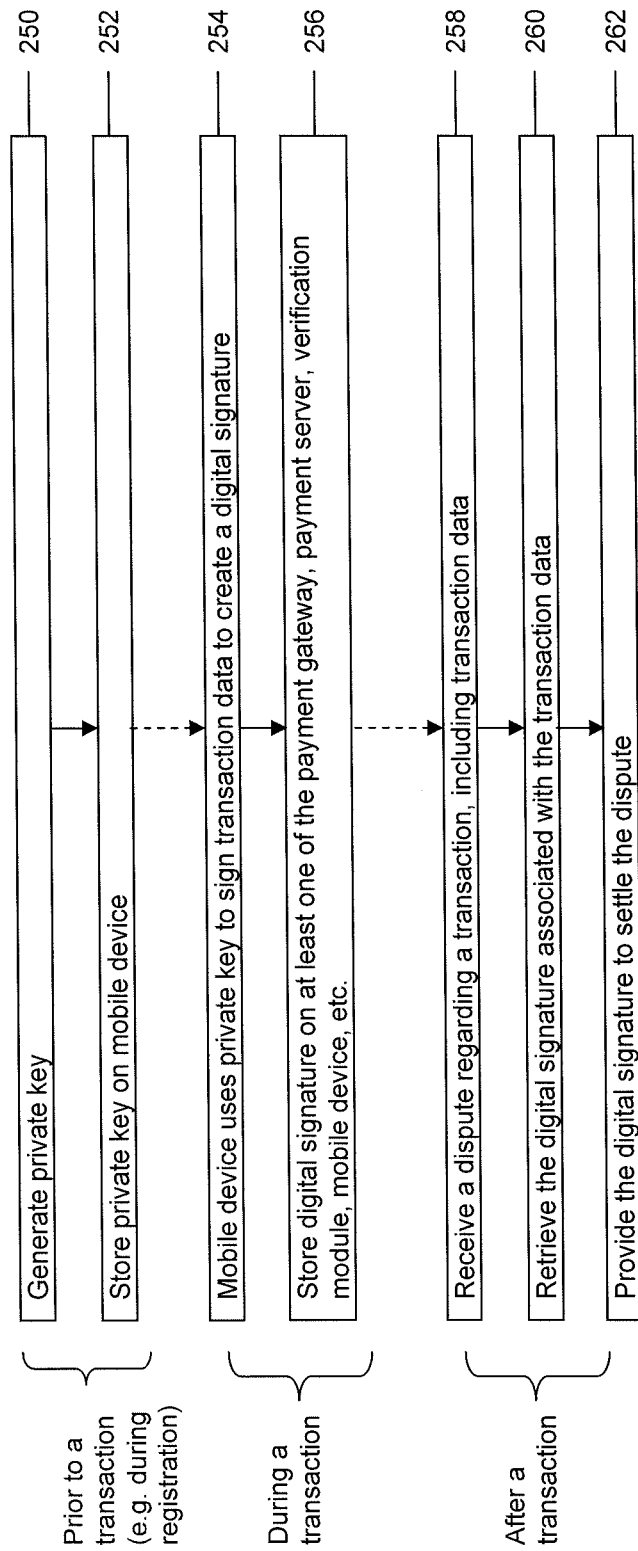 Prior to a
transaction
(e.g. during
registration)
Generate private key
250
Store private key on mobile device
252
During a
transaction
Mobile device uses private key to sign transaction data to create a digital signature
254
Store digital signature on at least one of the payment gateway, payment server, verification
module, mobile device, etc.
256
After a
transaction
Receive a dispute regarding a transaction, including transaction data
258
Retrieve the digital signature associated with the transaction data
260
Provide the digital signature to settle the dispute
262